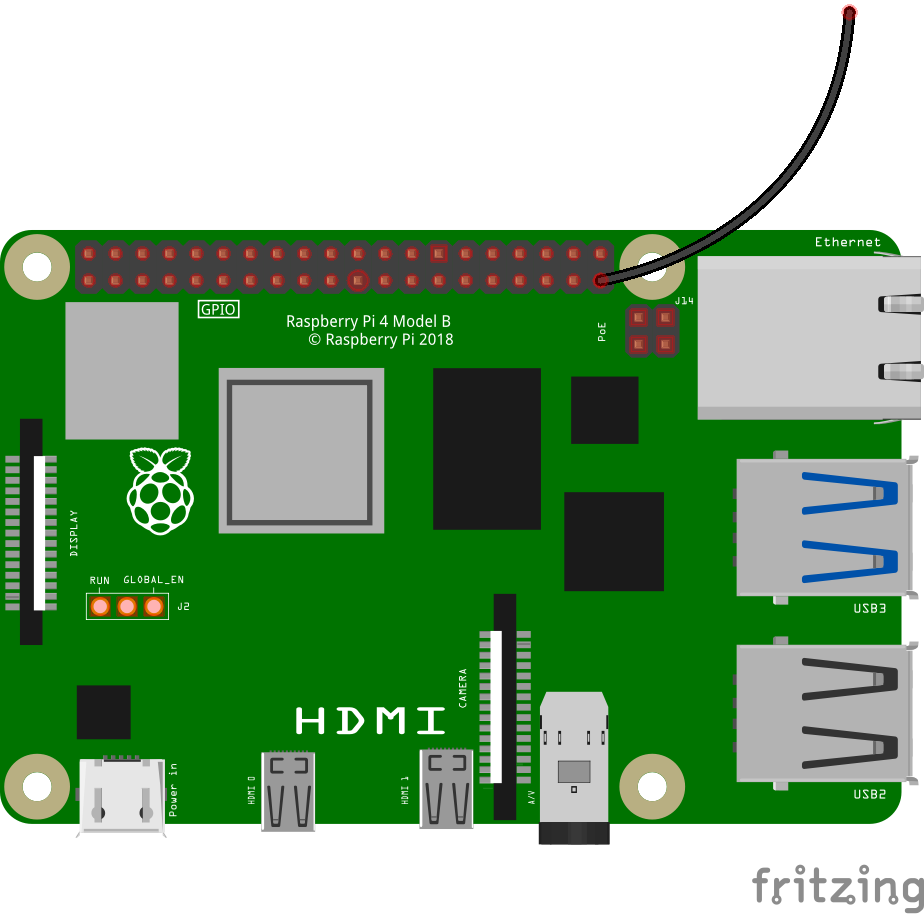 Ethernet
J14
GPIO
Raspberry Pi 4 Model B
© Raspberry Pi 2018
PoE
DISPLAY
RUN GLOBAL_EN
J2
USB3
CAMERA
HDMI
Power in
HDMI 0
HDMI 1
A/V
USB2
fritzing